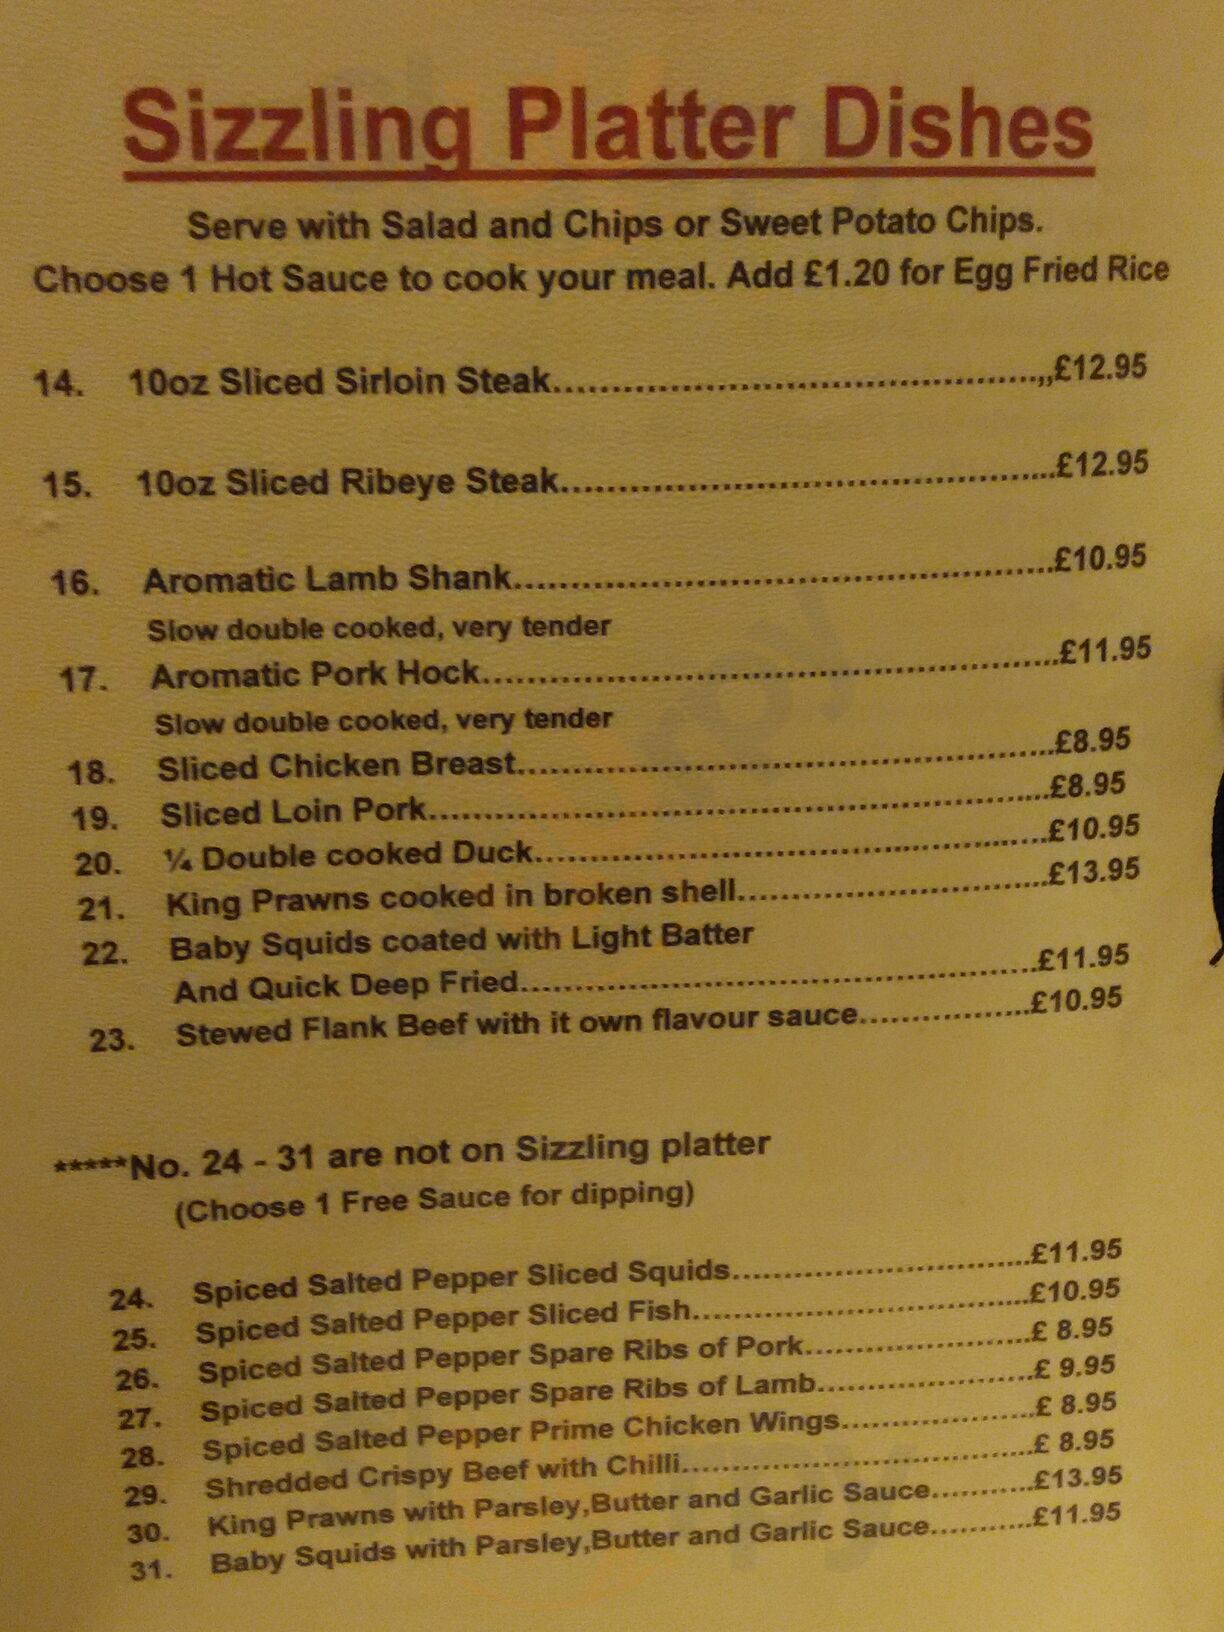 Sizzling Platter Dishes
Serve with Salad and Chips or Sweet Potato Chips.
Choose 1 Hot Sauce to cook your meal. Add £1.20 for Egg Fried Rice
14. 10oz Sliced Sirloin Steak..........................................,,£12.95
15. 10oz Sliced Ribeye Steak...........................................£12.95
16. Aromatic Lamb Shank...............................................£10.95
Slow double cooked, very tender
17. Aromatic Pork Hock..................................................£11.95
Slow double cooked, very tender
18. Sliced Chicken Breast...............................................£8.95
19. Sliced Loin Pork........................................................£8.95
20. ¼ Double cooked Duck..............................................£10.95
21. King Prawns cooked in broken shell...........................£13.95
22. Baby Squids coated with Light Batter
And Quick Deep Fried...............................................£11.95
23. Stewed Flank Beef with it own flavour sauce................£10.95
*****No. 24 - 31 are not on Sizzling platter
(Choose 1 Free Sauce for dipping)
24. Spiced Salted Pepper Sliced Squids............................£11.95
25. Spiced Salted Pepper Sliced Fish................................£10.95
26. Spiced Salted Pepper Spare Ribs of Pork.....................£ 8.95
27. Spiced Salted Pepper Spare Ribs of Lamb....................£ 9.95
28. Spiced Salted Pepper Prime Chicken Wings..................£ 8.95
29. Shredded Crispy Beef with Chilli..................................£ 8.95
30. King Prawns with Parsley,Butter and Garlic Sauce...........£13.95
31. Baby Squids with Parsley,Butter and Garlic Sauce...........£11.95